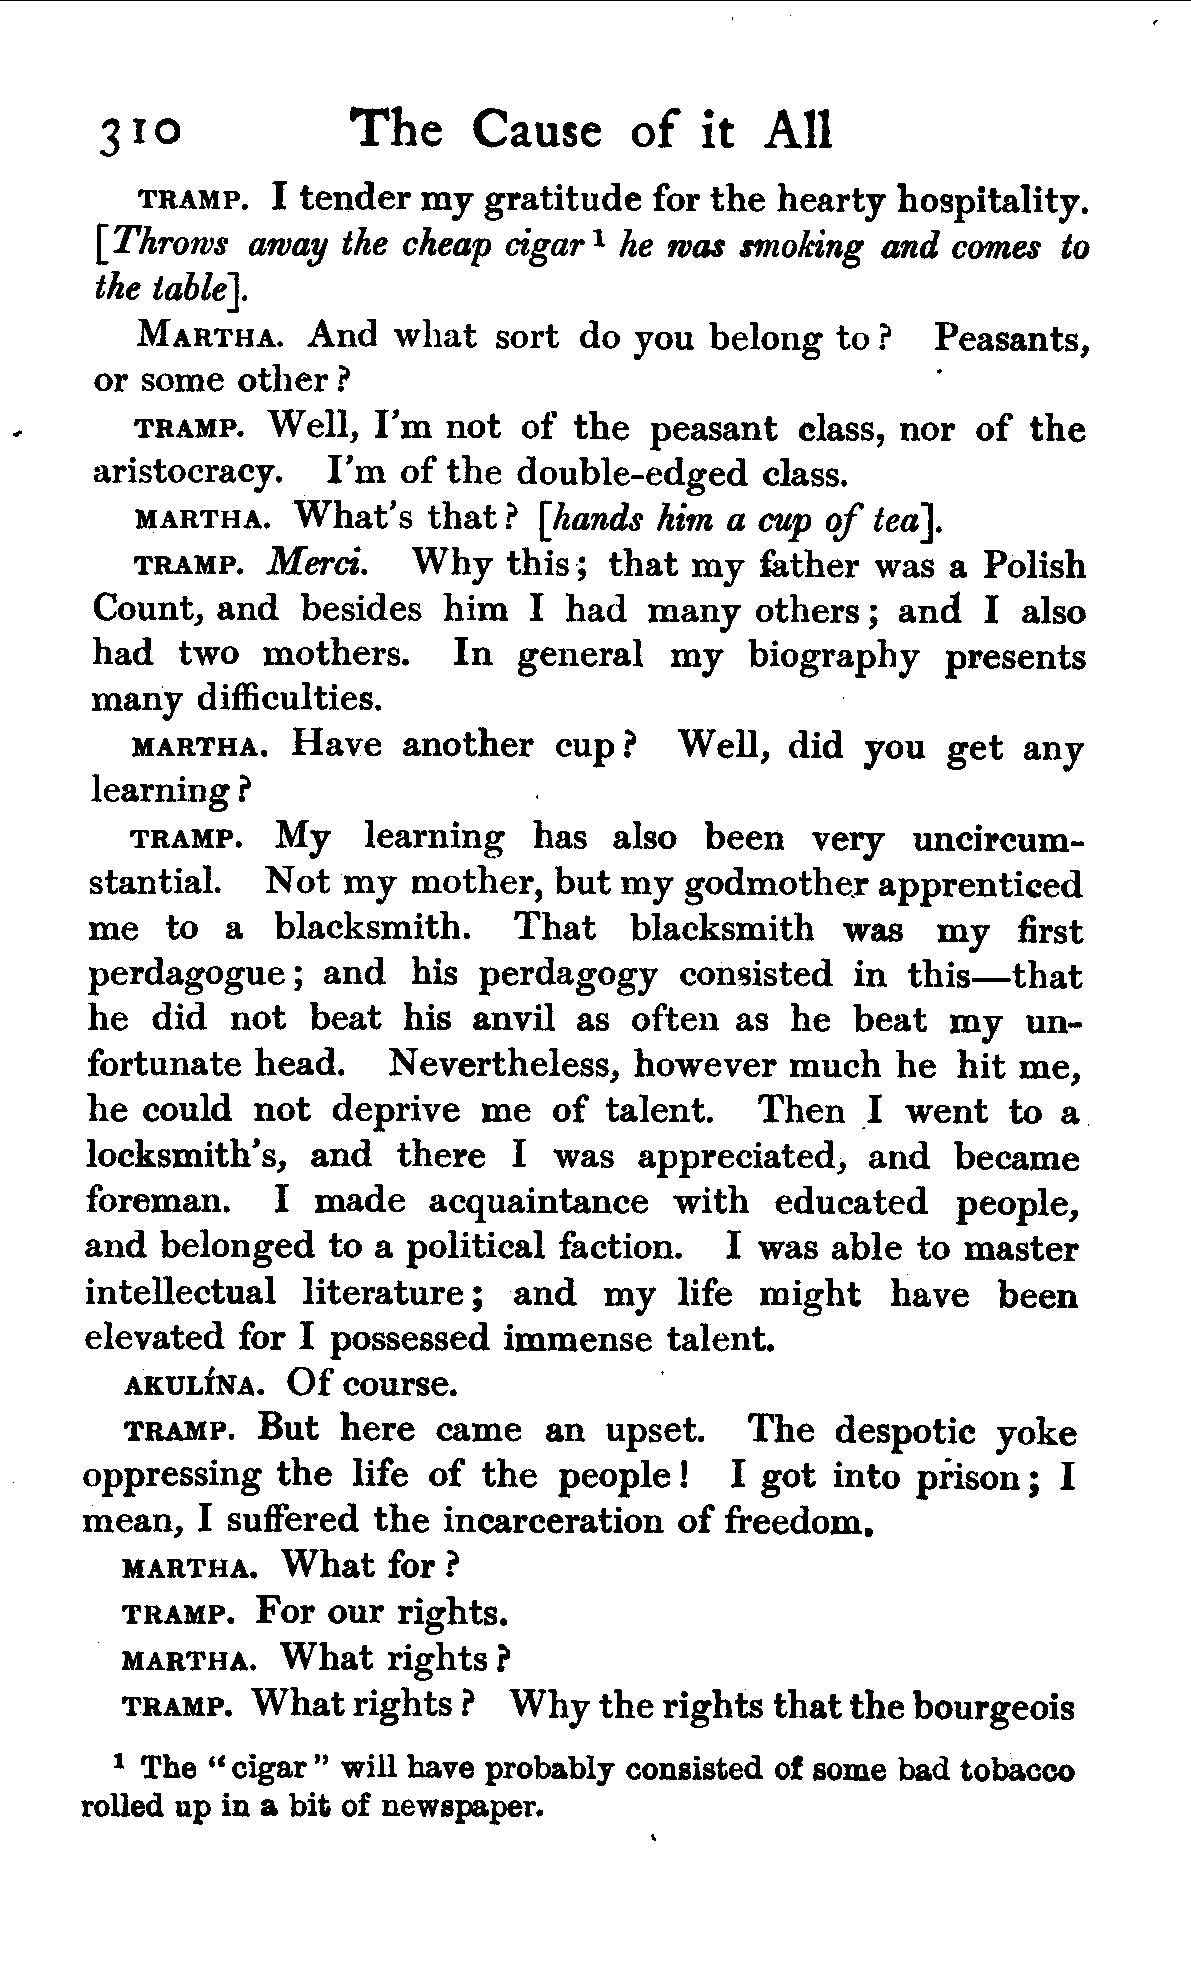 310 The Cause of it All
TRAMP. I tender my gratitude for the hearty hospitality.
[Throws away the cheap cigar ¹ he was smoking and comes to
the table].
MARTHA. And what sort do you belong to? Peasants,
or some other?
TRAMP. Well, I'm not of the peasant class, nor of the
aristocracy. I'm of the double-edged class.
MARTHA. What's that? [hands him a cup of tea].
TRAMP. Merci. Why this; that my father was a Polish
Count, and besides him I had many others; and I also
had two mothers. In general my biography presents
many difficulties.
MARTHA. Have another cup? Well, did you get any
learning?
TRAMP. My learning has also been very uncircum-
stantial. Not my mother, but my godmother apprenticed
me to a blacksmith. That blacksmith was my first
perdagogue; and his perdagogy consisted in this—that
he did not beat his anvil as often as he beat my un-
fortunate head. Nevertheless, however much he hit me,
he could not deprive me of talent. Then I went to a
locksmith's, and there I was appreciated, and became
foreman. I made acquaintance with educated people,
and belonged to a political faction. I was able to master
intellectual literature; and my life might have been
elevated for I possessed immense talent.
AKULÍNA. Of course.
TRAMP. But here came an upset. The despotic yoke
oppressing the life of the people! I got into prison; I
mean, I suffered the incarceration of freedom.
MARTHA. What for?
TRAMP. For our rights.
MARTHA. What rights?
TRAMP. What rights? Why the rights that the bourgeois
¹ The "cigar" will have probably consisted of some bad tobacco
rolled up in a bit of newspaper.